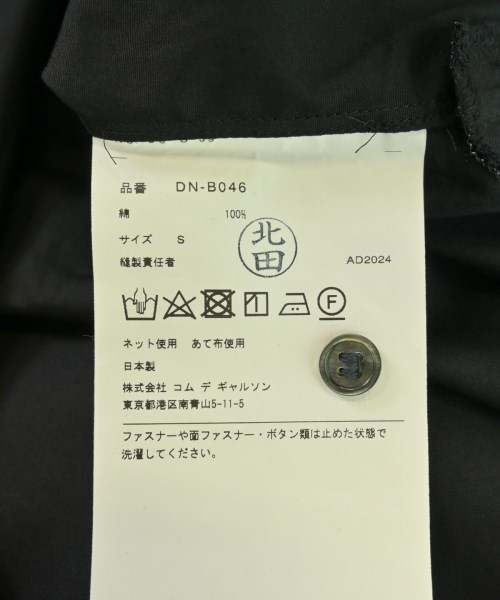 品番 DN-B046
綿 100%
サイズ S
北田
縫製責任者 AD2024
F
ネット使用 あて布使用
日本製
株式会社 コム デ ギャルソン
東京都港区南青山5-11-5
ファスナーや面ファスナー・ボタン類は止めた状態で
洗濯してください。